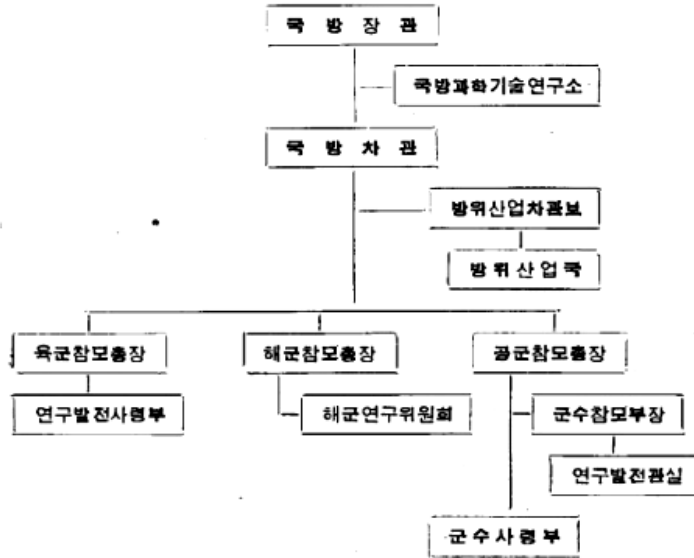 국 방 장 관
국방과학기술연구소
국 방 차 관
방위산업차관보
방 위 산 업 국
육군참모총장
해군참모총장
공군참모총장
연구발전사령부
해군연구위원회
군수참모부장
연구발전관실
군 수 사 령 부